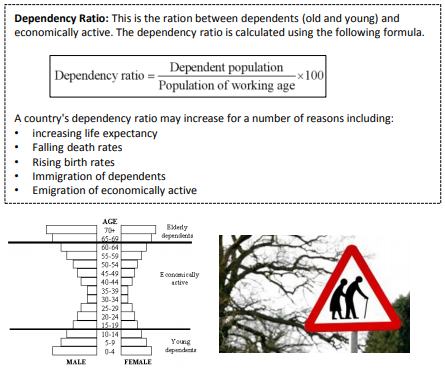 Dependency Ratio: This is the ration between dependents (old and young) and
economically active. The dependency ratio is calculated using the following formula.
Dependency ratio = Dependent population / Population of working age ×100
A country's dependency ratio may increase for a number of reasons including:
• increasing life expectancy
• Falling death rates
• Rising birth rates
• Immigration of dependents
• Emigration of economically active
AGE
70+
65-69
60-64
55-59
50-54
45-49
40-44
35-39
30-34
25-29
20-24
15-19
10-14
5-9
0-4
Elderly
dependents
Economically
active
Young
dependents
MALE
FEMALE